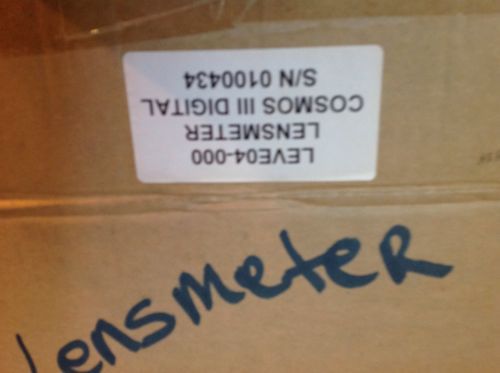 LEVE04-000
LENSMETER
COSMOS III DIGITAL
S/N 0100434
Lensmeter